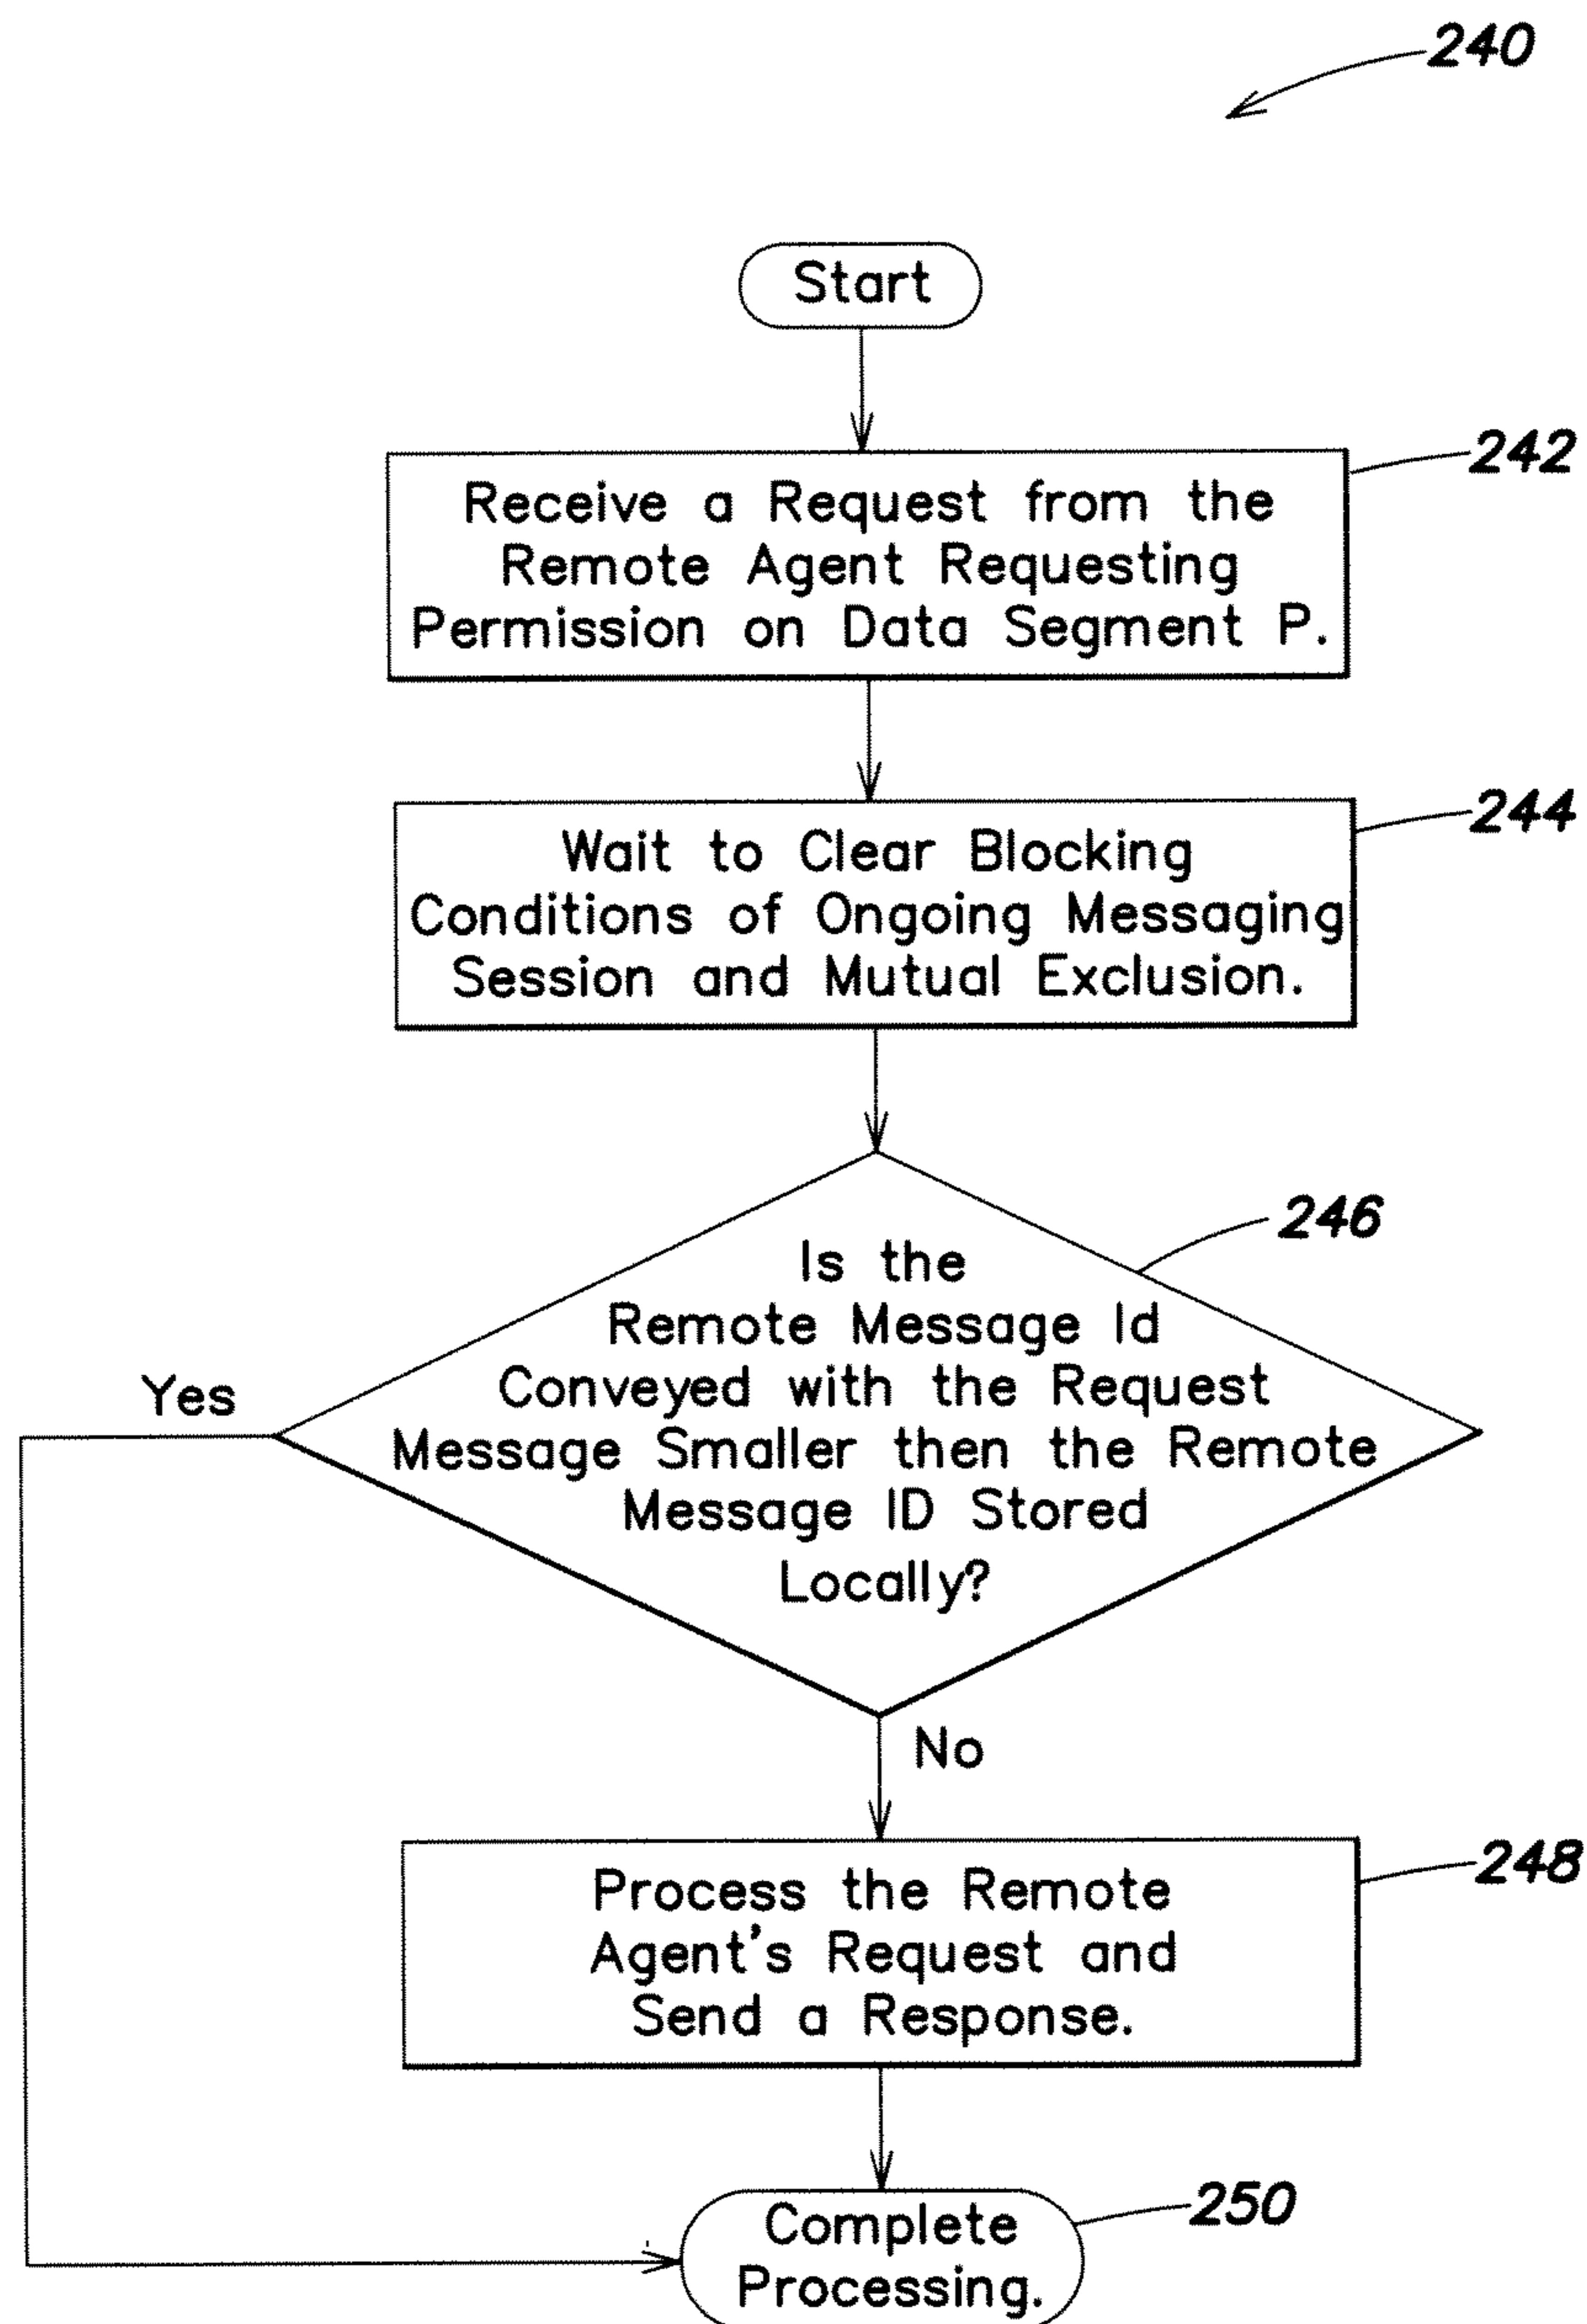 240
Start
242
Receive a Request from the
Remote Agent Requesting
Permission on Data Segment P.
244
Wait to Clear Blocking
Conditions of Ongoing Messaging
Session and Mutual Exclusion.
246
Is the
Remote Message Id
Conveyed with the Request
Message Smaller then the Remote
Message ID Stored
Locally?
Yes
No
248
Process the Remote
Agent's Request and
Send a Response.
250
Complete
Processing.